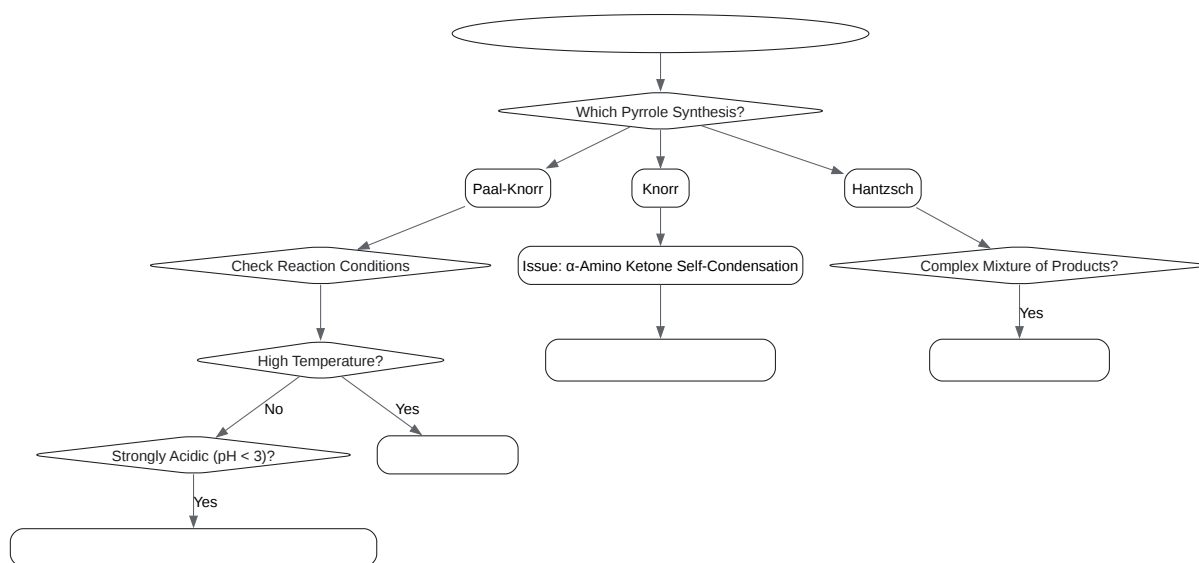 Which Pyrrole Synthesis?
Paal-Knorr
Knorr
Hantzsch
Check Reaction Conditions
Issue: α-Amino Ketone Self-Condensation
Complex Mixture of Products?
Yes
High Temperature?
No
Yes
Strongly Acidic (pH < 3)?
Yes